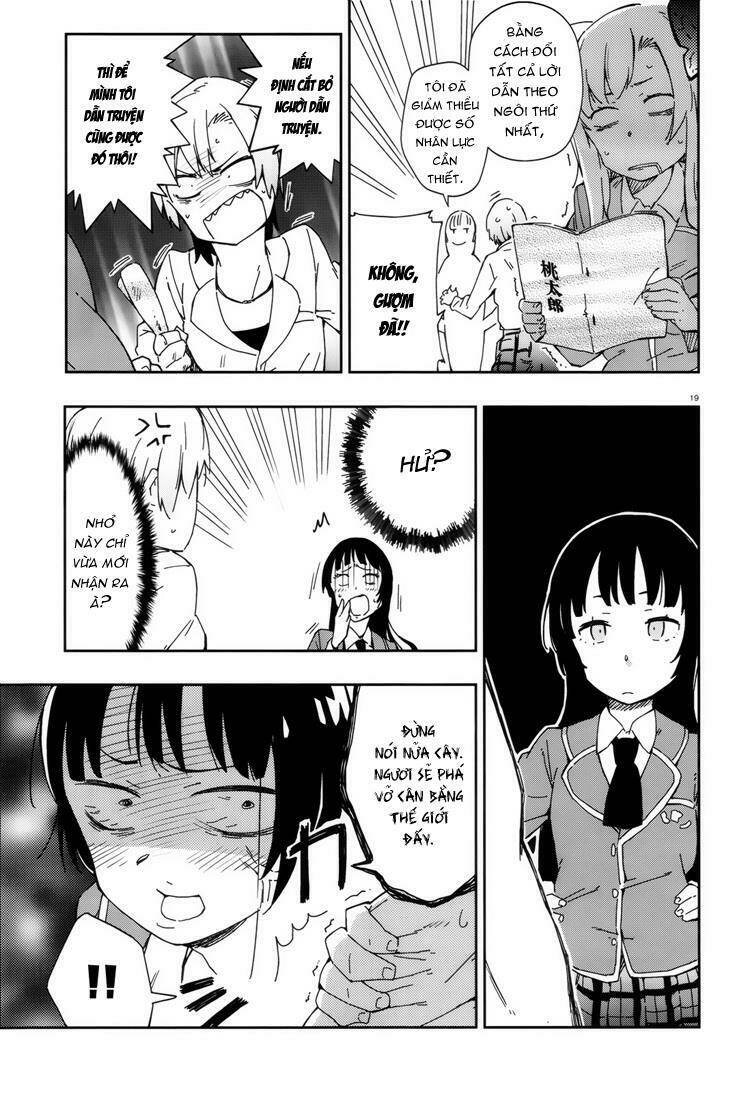 BẰNG
CÁCH ĐỔI
TẤT CẢ LỜI
DẪN THEO
NGÔI THỨ
NHẤT,
TÔI ĐÃ
GIẢM THIỂU
ĐƯỢC SỐ
NHÂN LỰC
CẦN
THIẾT.
桃太郎
KHÔNG,
GƯỢM
ĐÃ!!
NẾU
ĐỊNH CẮT BỎ
NGƯỜI DẪN
TRUYỆN.
THÌ ĐỂ
MÌNH TÔI
DẪN TRUYỆN
CŨNG ĐƯỢC
ĐÓ THÔI!
19
HỬ?
NHỎ
NÀY CHỈ
VỪA MỚI
NHẬN RA
À?
ĐỪNG
NÓI NỮA CÂY.
NGƯƠI SẼ PHÁ
VỠ CÂN BẰNG
THẾ GIỚI
ĐẤY.
ガッ
!!